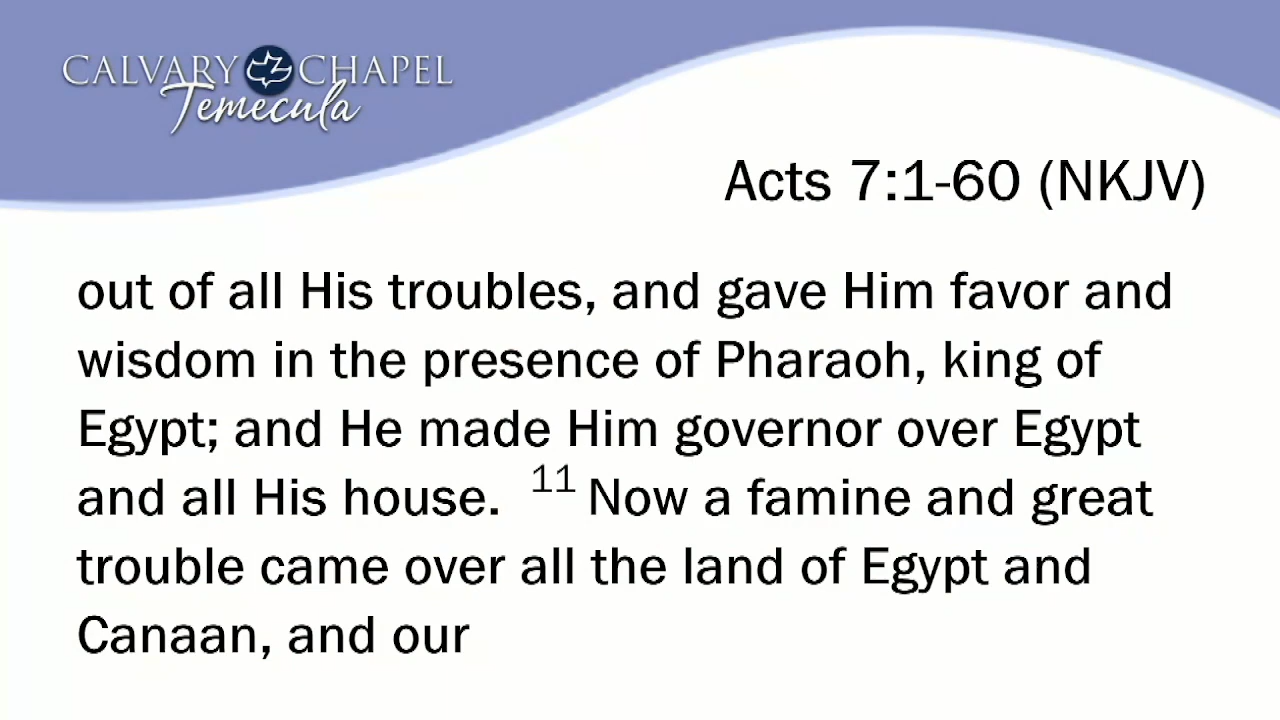 CALVARY CHAPEL
Temecula
Acts 7:1-60 (NKJV)
out of all His troubles, and gave Him favor and
wisdom in the presence of Pharaoh, king of
Egypt; and He made Him governor over Egypt
and all His house. 11 Now a famine and great
trouble came over all the land of Egypt and
Canaan, and our